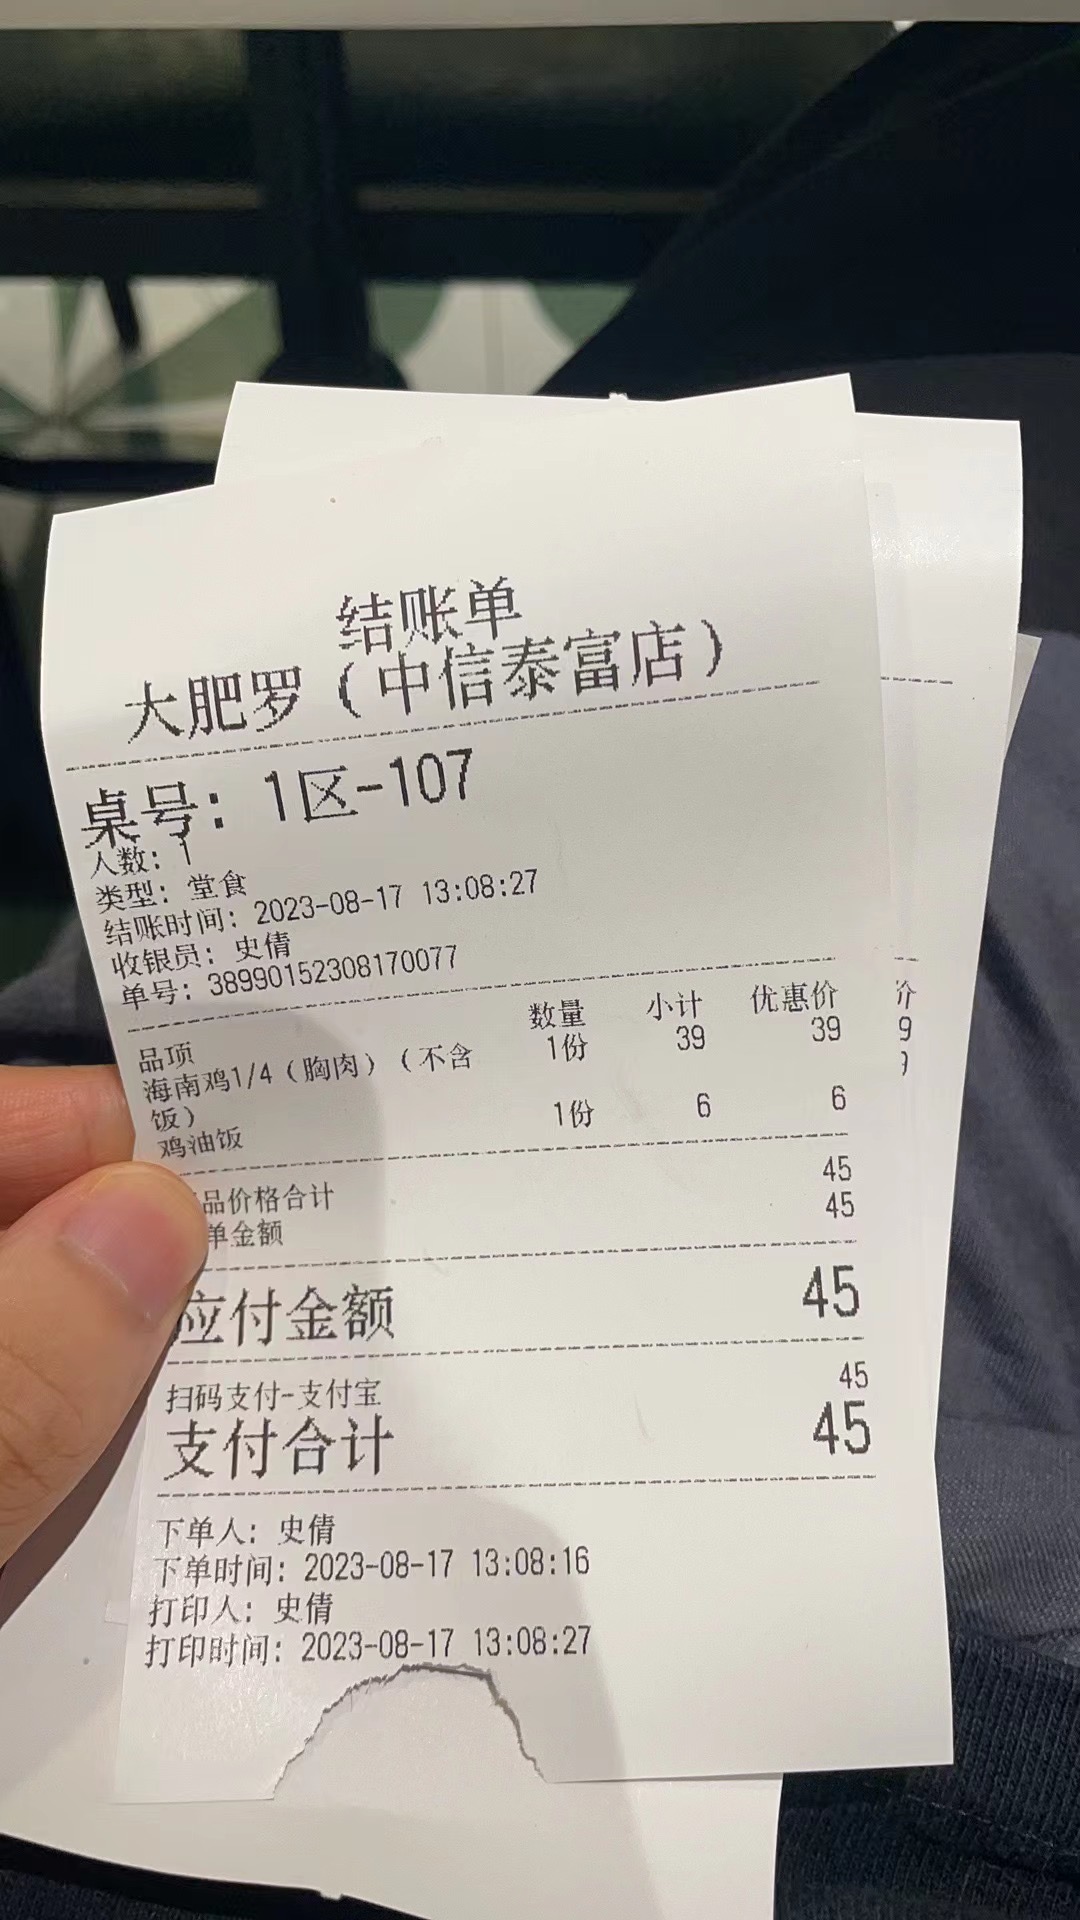 结账单
大肥罗（中信泰富店）
桌号：1区-107
人数：1
类型：堂食
结账时间：2023-08-17 13:08:27
收银员：史倩
单号：38990152308170077
品项 数量 小计 优惠价
海南鸡1/4（胸肉）（不含饭） 1份 39 39
鸡油饭 1份 6 6
品价格合计 45
单金额 45
应付金额 45
扫码支付-支付宝 45
支付合计 45
下单人：史倩
下单时间：2023-08-17 13:08:16
打印人：史倩
打印时间：2023-08-17 13:08:27
价
9